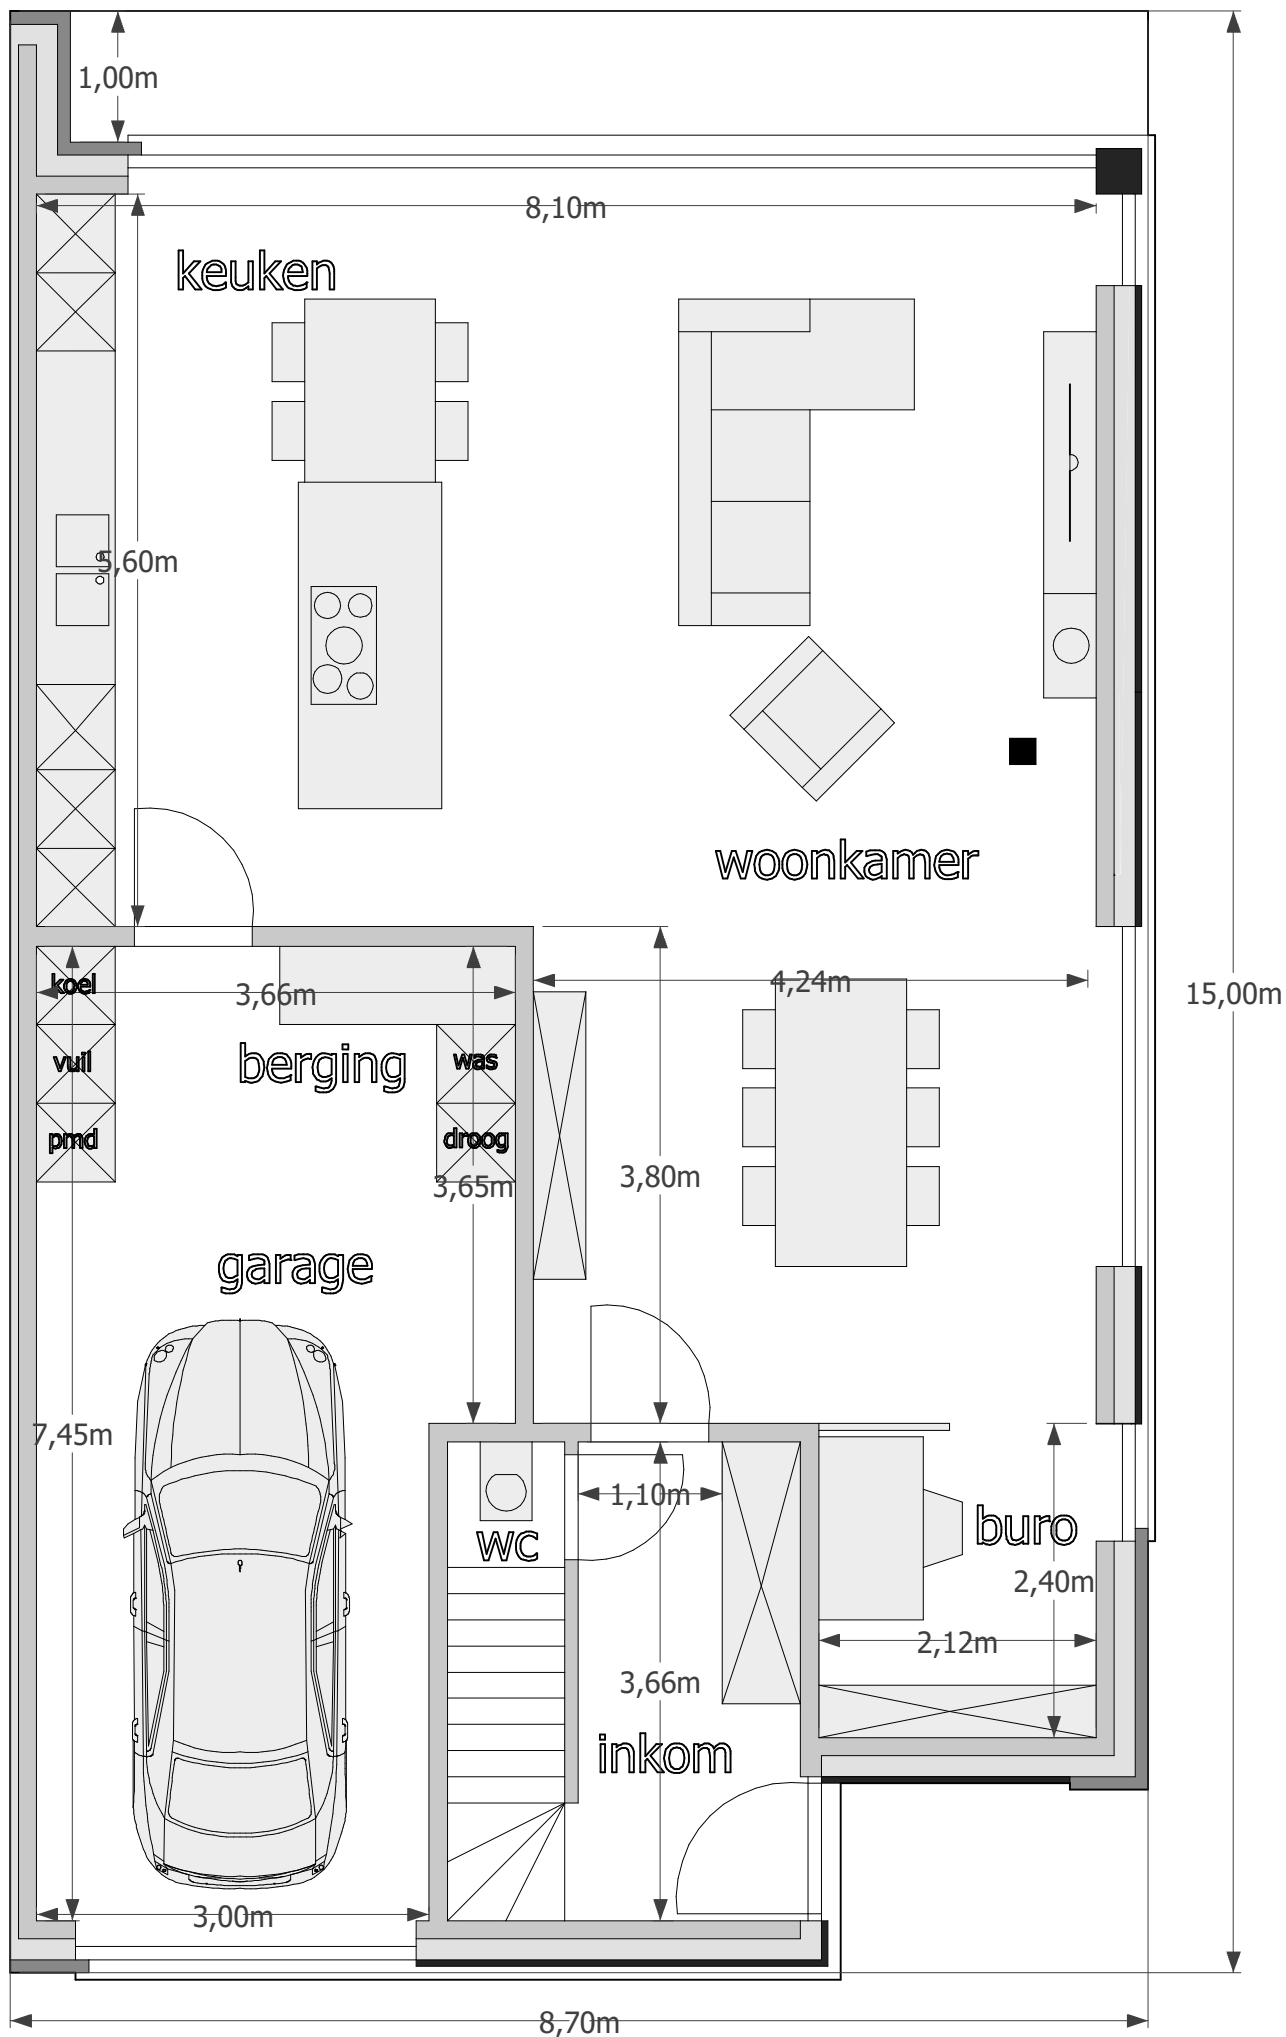 1,00m
8,10m
keuken
5,60m
woonkamer
koel
3,66m
4,24m
15,00m
vuil
berging
was
pmd
droog
3,65m
3,80m
garage
7,45m
1,10m
wc
buro
2,40m
2,12m
3,66m
inkom
3,00m
8,70m